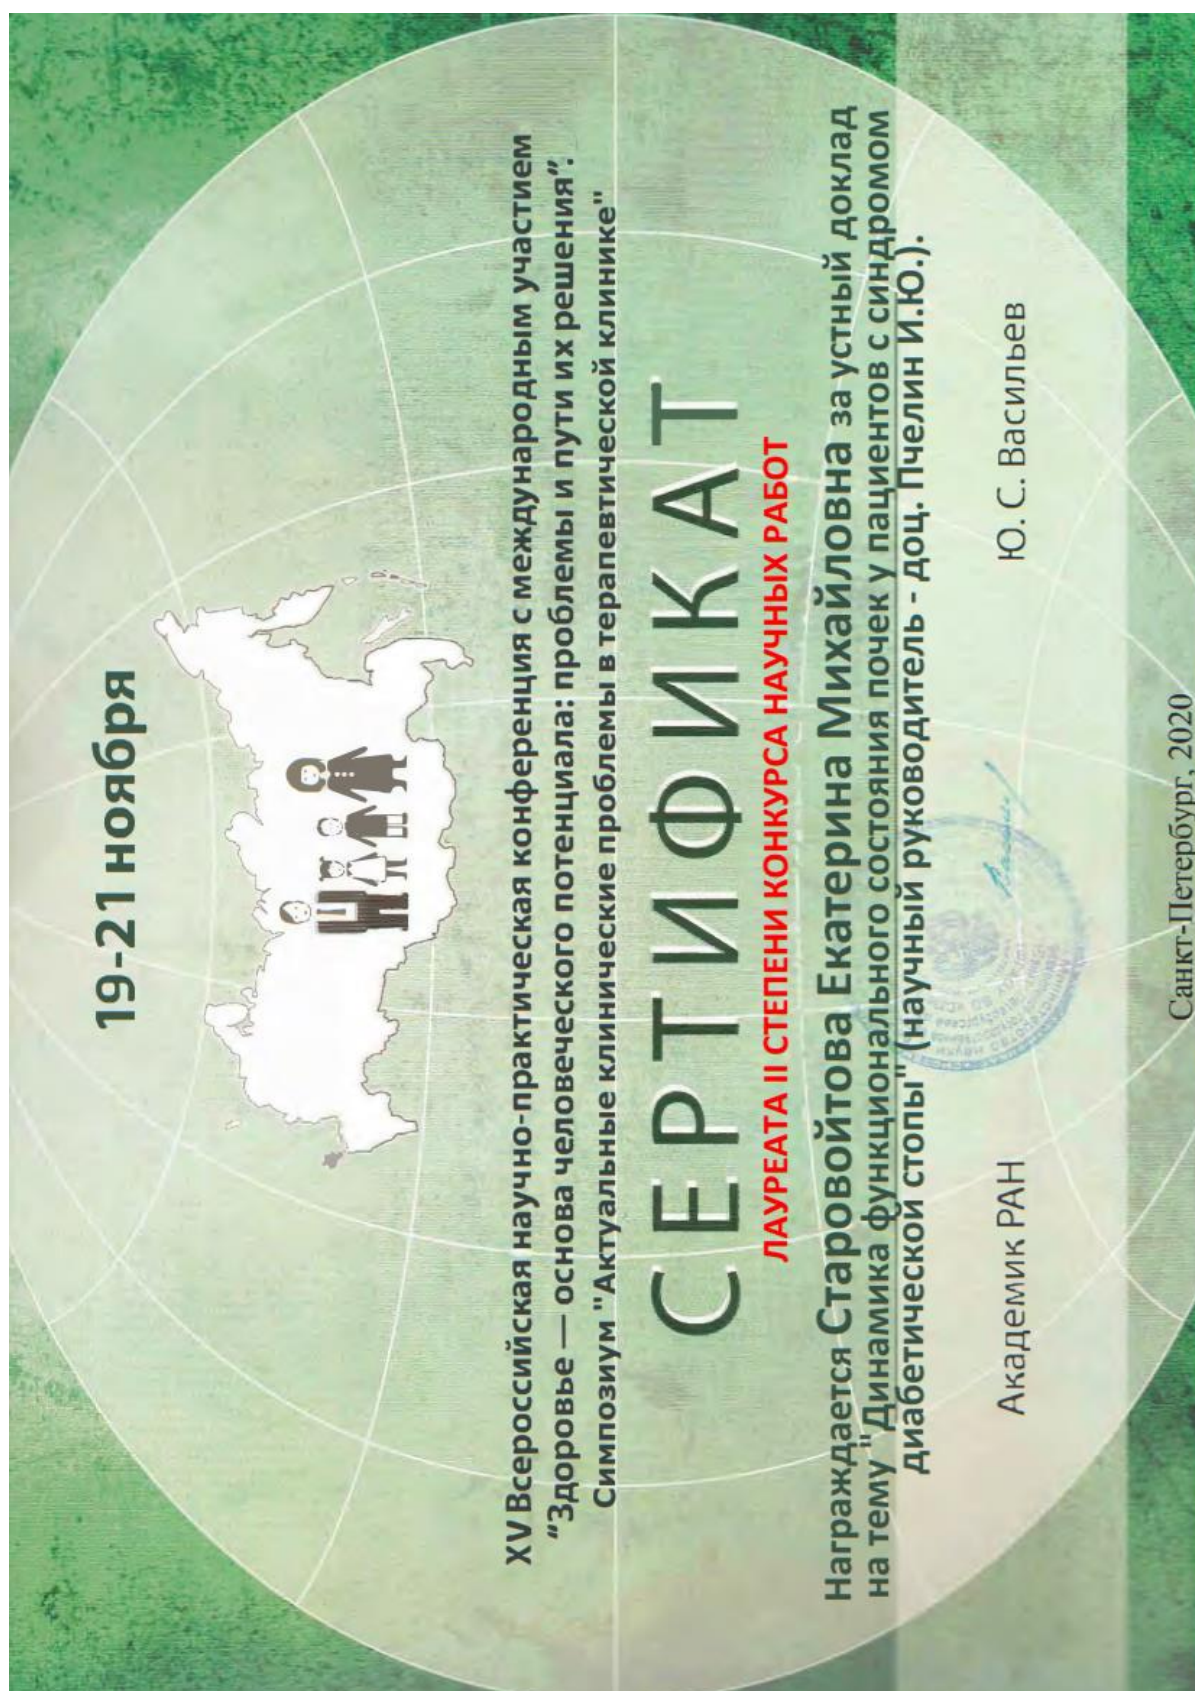 19-21 ноября
XV Всероссийская научно-практическая конференция с международным участием
“Здоровье — основа человеческого потенциала: проблемы и пути их решения”.
Симпозиум "Актуальные клинические проблемы в терапевтической клинике"
СЕРТИФИКАТ
ЛАУРЕАТА II СТЕПЕНИ КОНКУРСА НАУЧНЫХ РАБОТ
Награждается Старовойтова Екатерина Михайловна за устный доклад
на тему "Динамика функционального состояния почек у пациентов с синдромом
диабетической стопы" (научный руководитель - доц. Пчелин И.Ю.).
Академик РАН Ю. С. Васильев
Санкт-Петербург, 2020